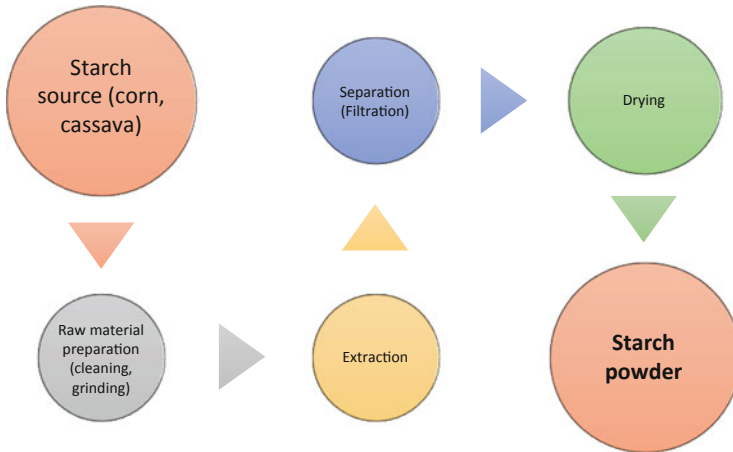 Starch
source (corn,
cassava)
Raw material
preparation
(cleaning,
grinding)
Extraction
Separation
(Filtration)
Drying
Starch
powder